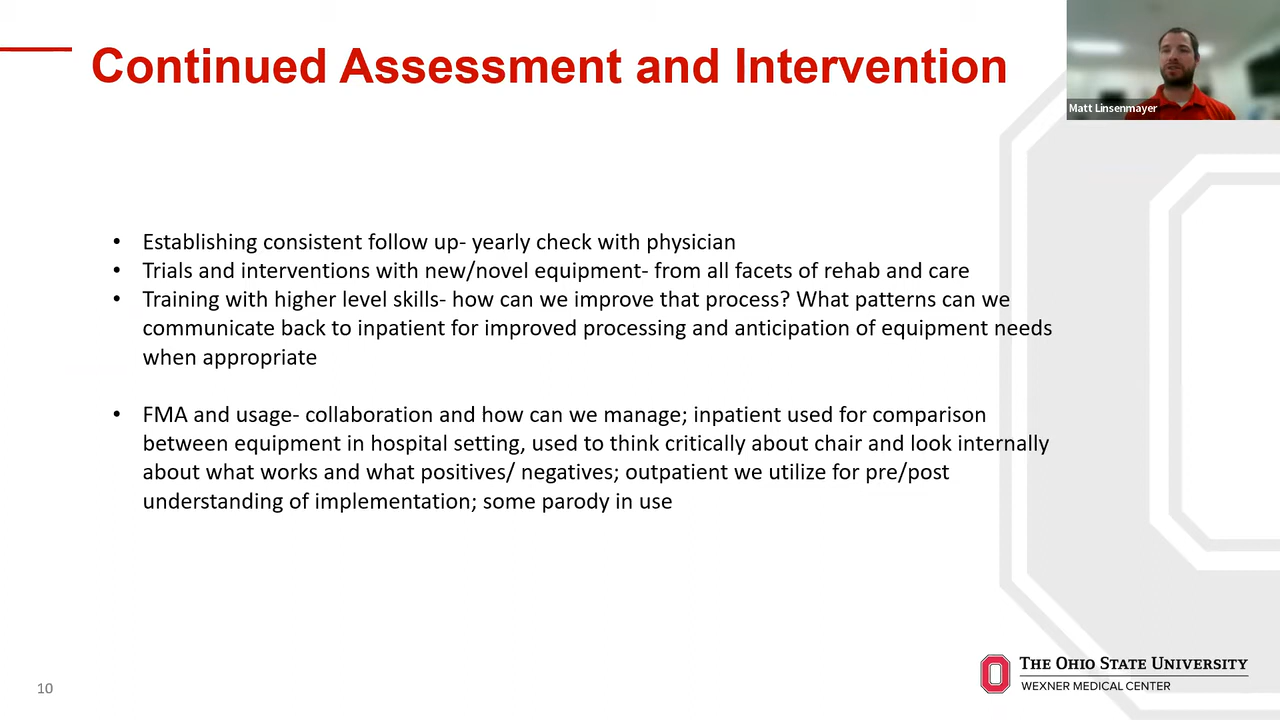 Continued Assessment and Intervention
Matt Linsenmayer
• Establishing consistent follow up- yearly check with physician
• Trials and interventions with new/novel equipment- from all facets of rehab and care
• Training with higher level skills- how can we improve that process? What patterns can we
communicate back to inpatient for improved processing and anticipation of equipment needs
when appropriate
• FMA and usage- collaboration and how can we manage; inpatient used for comparison
between equipment in hospital setting, used to think critically about chair and look internally
about what works and what positives/ negatives; outpatient we utilize for pre/post
understanding of implementation; some parody in use
THE OHIO STATE UNIVERSITY
WEXNER MEDICAL CENTER
10